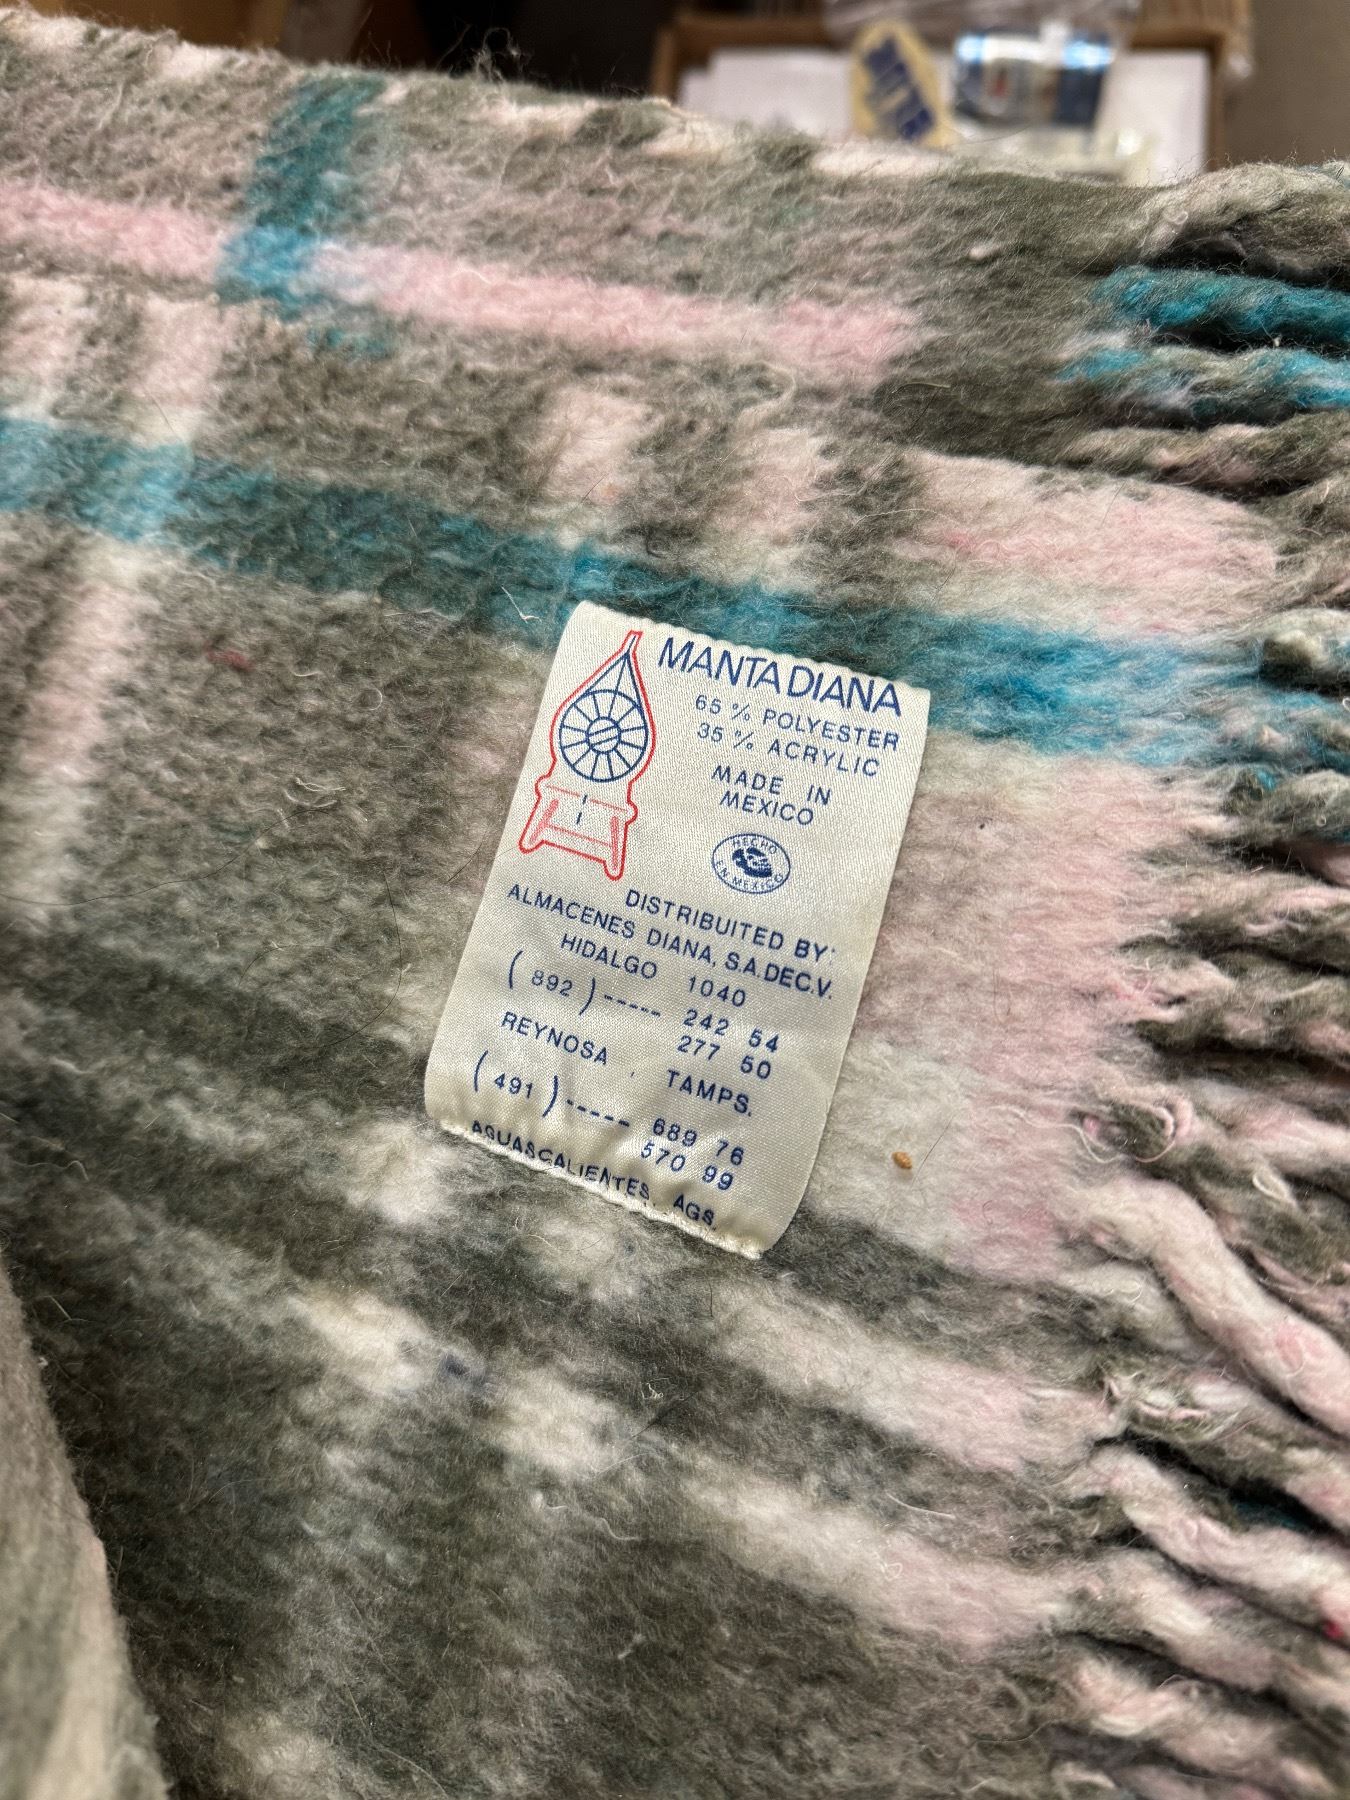 MANTA DIANA
65 % POLYESTER
35 % ACRYLIC
MADE IN
MEXICO
HECHO
EN MEXICO
DISTRIBUITED BY:
ALMACENES DIANA, S.A.DEC.V.
HIDALGO 1040
( 892 )----- 242 54
277 50
REYNOSA , TAMPS.
( 491 )----- 689 76
570 99
AGUASCALIENTES, AGS.